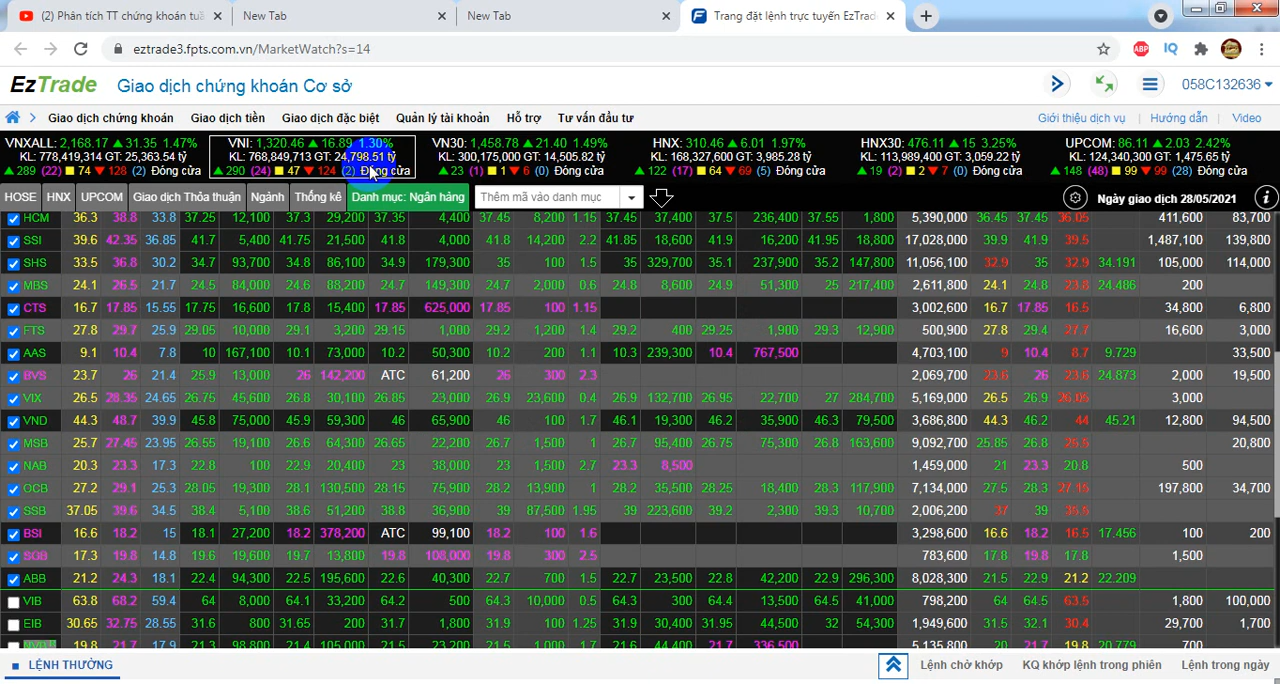 (2) Phân tích TT chứng khoán tuầ
New Tab
New Tab
Trang đặt lệnh trực tuyến EzTrade
eztrade3.fpts.com.vn/MarketWatch?s=14
ABP IQ
EzTrade Giao dịch chứng khoán Cơ sở 058C132636
Giao dịch chứng khoán Giao dịch tiền Giao dịch đặc biệt Quản lý tài khoản Hỗ trợ Tư vấn đầu tư Giới thiệu dịch vụ Hướng dẫn Video
VNXALL: 2,168.17 ▲ 31.35 1.47% VNI: 1,320.46 ▲ 16.89 1.30% VN30: 1,458.78 ▲ 21.40 1.49% HNX: 310.46 ▲ 6.01 1.97% HNX30: 476.11 ▲ 15 3.25% UPCOM: 86.11 ▲ 2.03 2.42%
KL: 778,419,314 GT: 25,363.54 tỷ KL: 768,849,713 GT: 24,798.51 tỷ KL: 300,175,000 GT: 14,505.82 tỷ KL: 168,327,600 GT: 3,985.28 tỷ KL: 113,989,400 GT: 3,059.22 tỷ KL: 124,340,300 GT: 1,475.65 tỷ
▲ 289 (22) ■ 74 ▼ 128 (2) Đóng cửa ▲ 290 (24) ■ 47 ▼ 124 (2) Đóng cửa ▲ 23 (1) ■ 1 ▼ 6 (0) Đóng cửa ▲ 122 (17) ■ 64 ▼ 69 (5) Đóng cửa ▲ 19 (2) ■ 2 ▼ 7 (0) Đóng cửa ▲ 148 (48) ■ 99 ▼ 99 (28) Đóng cửa
HOSE HNX UPCOM Giao dịch Thỏa thuận Ngành Thống kê Danh mục: Ngân hàng Thêm mã vào danh mục Ngày giao dịch 28/05/2021
HCM 36.3 38.8 33.8 37.25 12,100 37.3 29,200 37.35 4,400 37.45 8,200 1.15 37.45 37,400 37.5 236,400 37.55 1,800 5,390,000 36.45 37.45 36.05 411,600 83,700
SSI 39.6 42.35 36.85 41.7 5,400 41.75 21,500 41.8 4,000 41.8 14,200 2.2 41.85 18,600 41.9 16,200 41.95 18,800 17,028,000 39.9 41.9 39.5 1,487,100 139,800
SHS 33.5 36.8 30.2 34.7 93,700 34.8 86,100 34.9 179,300 35 100 1.5 35 329,700 35.1 237,900 35.2 147,800 11,056,100 32.9 35 32.9 34.191 105,000 114,000
MBS 24.1 26.5 21.7 24.5 84,000 24.6 88,200 24.7 149,300 24.7 2,000 0.6 24.8 8,600 24.9 51,300 25 217,400 2,611,800 24.1 24.8 23.8 24.486 200
CTS 16.7 17.85 15.55 17.75 16,600 17.8 15,400 17.85 625,000 17.85 100 1.15 3,002,600 16.7 17.85 16.5 34,800 6,800
FTS 27.8 29.7 25.9 29.05 10,000 29.1 3,200 29.15 1,000 29.2 1,200 1.4 29.2 400 29.25 1,900 29.3 12,900 500,900 27.8 29.4 27.7 16,600 3,000
AAS 9.1 10.4 7.8 10 167,100 10.1 73,000 10.2 50,300 10.2 200 1.1 10.3 239,300 10.4 767,500 4,703,100 9 10.4 8.7 9.729 33,500
BVS 23.7 26 21.4 25.9 13,000 26 142,200 ATC 61,200 26 300 2.3 2,069,700 23.6 26 23.6 24.873 2,000 19,500
VIX 26.5 28.35 24.65 26.75 45,600 26.8 30,100 26.85 23,000 26.9 23,600 0.4 26.9 132,700 26.95 22,700 27 284,700 5,169,000 26.5 26.9 26.05 3,000
VND 44.3 48.7 39.9 45.8 75,000 45.9 59,300 46 65,900 46 100 1.7 46.1 19,300 46.2 35,900 46.3 79,500 3,686,800 44.3 46.2 44 45.21 12,800 94,500
MSB 25.7 27.45 23.95 26.55 19,100 26.6 64,300 26.65 22,200 26.7 1,500 1 26.7 95,400 26.75 75,300 26.8 163,600 9,092,700 25.85 26.8 25.5 20,800
NAB 20.3 23.3 17.3 22.8 100 22.9 20,400 23 38,000 23 1,500 2.7 23.3 8,500 1,459,000 21 23.3 20.8 500
OCB 27.2 29.1 25.3 28.05 19,300 28.1 130,500 28.15 75,900 28.2 13,900 1 28.2 35,500 28.25 18,400 28.3 117,900 7,134,000 27.5 28.3 27.15 197,800 34,700
SSB 37.05 39.6 34.5 38.4 5,100 38.6 51,200 38.8 36,900 39 87,500 1.95 39 223,600 39.2 2,300 39.3 10,700 2,006,200 37 39 36.5
BSI 16.6 18.2 15 18.1 27,200 18.2 378,200 ATC 99,100 18.2 100 1.6 3,298,600 16.6 18.2 16.5 17.456 100 200
SGB 17.3 19.8 14.8 19.6 19,600 19.7 13,800 19.8 108,000 19.8 300 2.5 783,600 17.8 19.8 17.8 1,500
ABB 21.2 24.3 18.1 22.4 94,300 22.5 195,600 22.6 40,300 22.7 700 1.5 22.7 23,500 22.8 42,200 22.9 296,300 8,028,300 21.5 22.9 21.2 22.209
VIB 63.8 68.2 59.4 64 8,000 64.1 33,200 64.2 500 64.3 10,000 0.5 64.3 300 64.4 13,500 64.5 41,000 798,200 64 64.5 63.5 1,800 100,000
EIB 30.65 32.75 28.55 31.6 800 31.65 200 31.7 1,800 31.9 100 1.25 31.9 30,400 31.95 44,500 32 54,300 1,949,600 31.5 32.1 30.4 29,700 1,700
19.8 21.7 17.9 21.3 98,800 21.4 105,000 21.5 23,200 21.5 1,000 1.7 21.6 44,400 21.7 336,500 5,135,800 20 21.7 19.8 20.779 700
LỆNH THƯỜNG Lệnh chờ khớp KQ khớp lệnh trong phiên Lệnh trong ngày